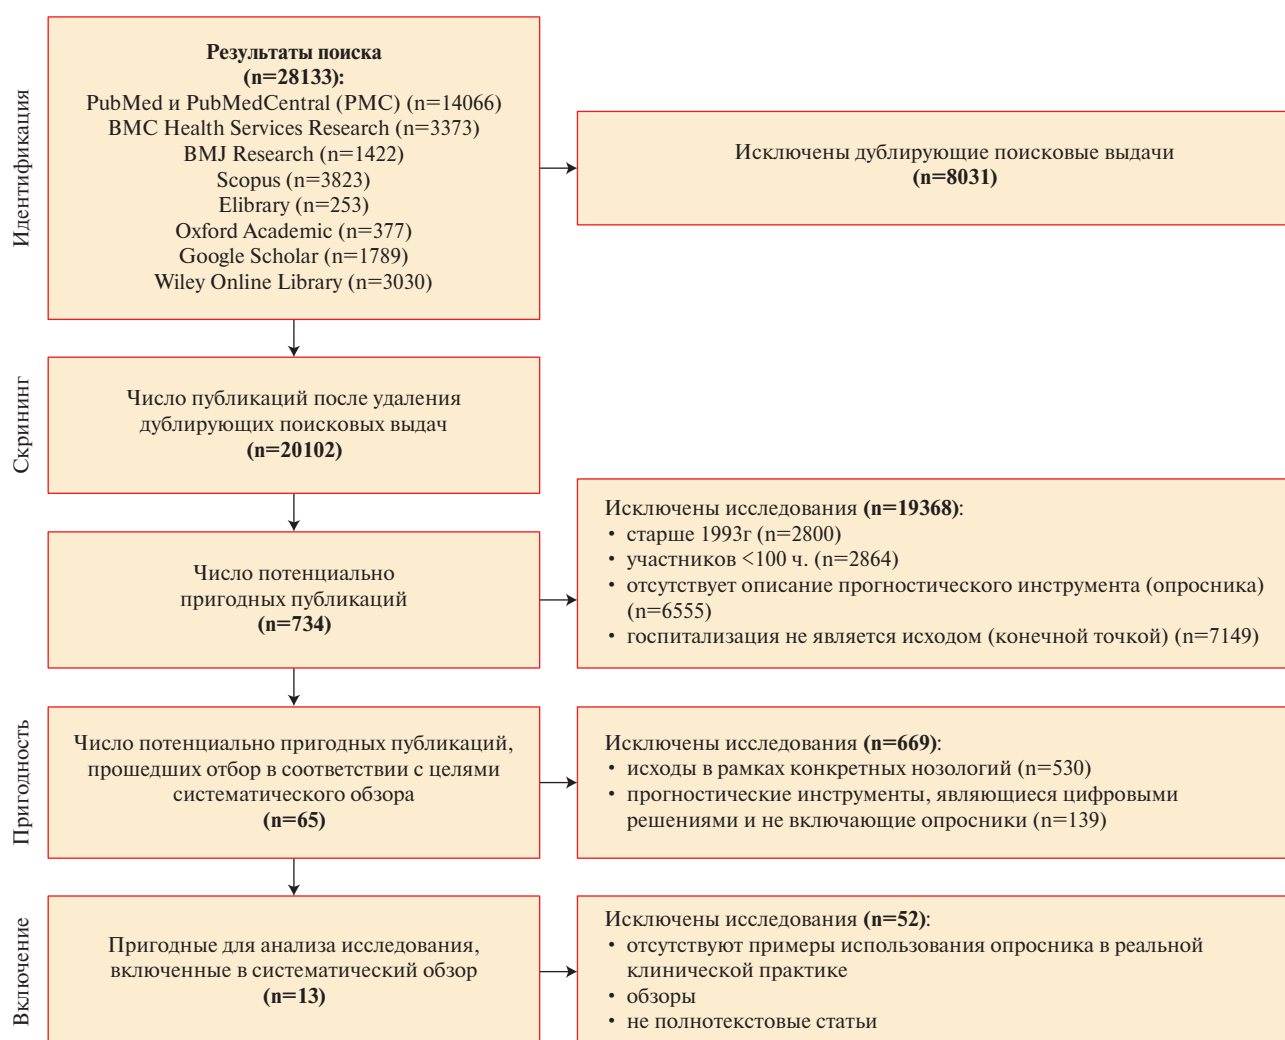 Идентификация
Результаты поиска
(n=28133):
PubMed и PubMedCentral (PMC) (n=14066)
BMC Health Services Research (n=3373)
BMJ Research (n=1422)
Scopus (n=3823)
Elibrary (n=253)
Oxford Academic (n=377)
Google Scholar (n=1789)
Wiley Online Library (n=3030)
Исключены дублирующие поисковые выдачи
(n=8031)
Скрининг
Число публикаций после удаления
дублирующих поисковых выдач
(n=20102)
Число потенциально
пригодных публикаций
(n=734)
Исключены исследования (n=19368):
• старше 1993г (n=2800)
• участников <100 ч. (n=2864)
• отсутствует описание прогностического инструмента (опросника)
(n=6555)
• госпитализация не является исходом (конечной точкой) (n=7149)
Пригодность
Число потенциально пригодных публикаций,
прошедших отбор в соответствии с целями
систематического обзора
(n=65)
Исключены исследования (n=669):
• исходы в рамках конкретных нозологий (n=530)
• прогностические инструменты, являющиеся цифровыми
решениями и не включающие опросники (n=139)
Включение
Пригодные для анализа исследования,
включенные в систематический обзор
(n=13)
Исключены исследования (n=52):
• отсутствуют примеры использования опросника в реальной
клинической практике
• обзоры
• не полнотекстовые статьи